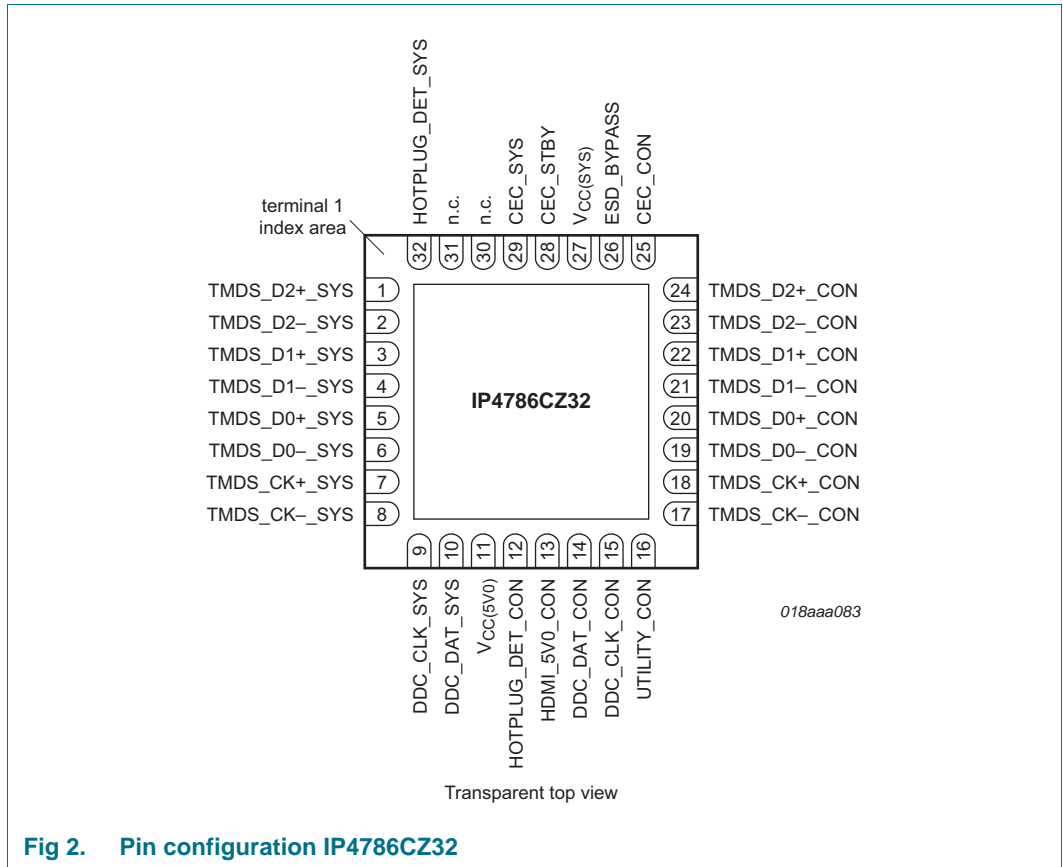 HOTPLUG_DET_SYS
n.c.
n.c.
CEC_SYS
CEC_STBY
VCC(SYS)
ESD_BYPASS
CEC_CON
terminal 1
index area
32 31 30 29 28 27 26 25
TMDS_D2+_SYS 1 24 TMDS_D2+_CON
TMDS_D2–_SYS 2 23 TMDS_D2–_CON
TMDS_D1+_SYS 3 22 TMDS_D1+_CON
TMDS_D1–_SYS 4 21 TMDS_D1–_CON
IP4786CZ32
TMDS_D0+_SYS 5 20 TMDS_D0+_CON
TMDS_D0–_SYS 6 19 TMDS_D0–_CON
TMDS_CK+_SYS 7 18 TMDS_CK+_CON
TMDS_CK–_SYS 8 17 TMDS_CK–_CON
9 10 11 12 13 14 15 16
DDC_CLK_SYS
DDC_DAT_SYS
VCC(5V0)
HOTPLUG_DET_CON
HDMI_5V0_CON
DDC_DAT_CON
DDC_CLK_CON
UTILITY_CON
018aaa083
Transparent top view
Fig 2. Pin configuration IP4786CZ32